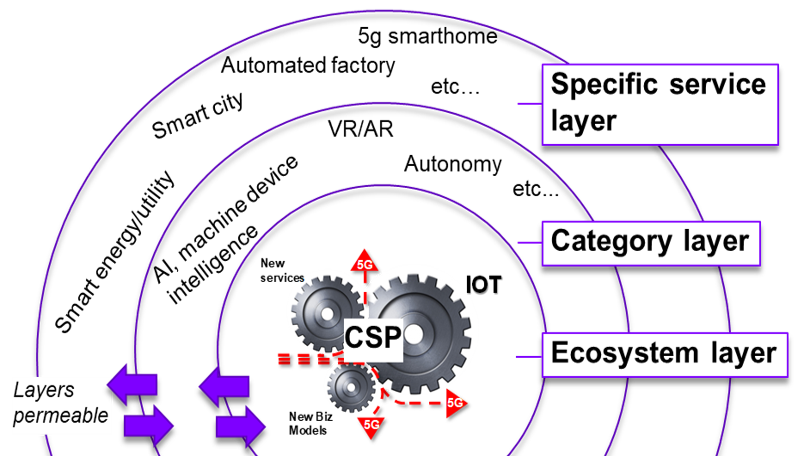 5g smarthome
Automated factory
etc...
Smart city
Smart energy/utility
Specific service
layer
VR/AR
Autonomy
etc...
AI, machine device
intelligence
Category layer
New
services
5G
IOT
CSP
Ecosystem layer
New Biz
Models
5G
5G
Layers
permeable